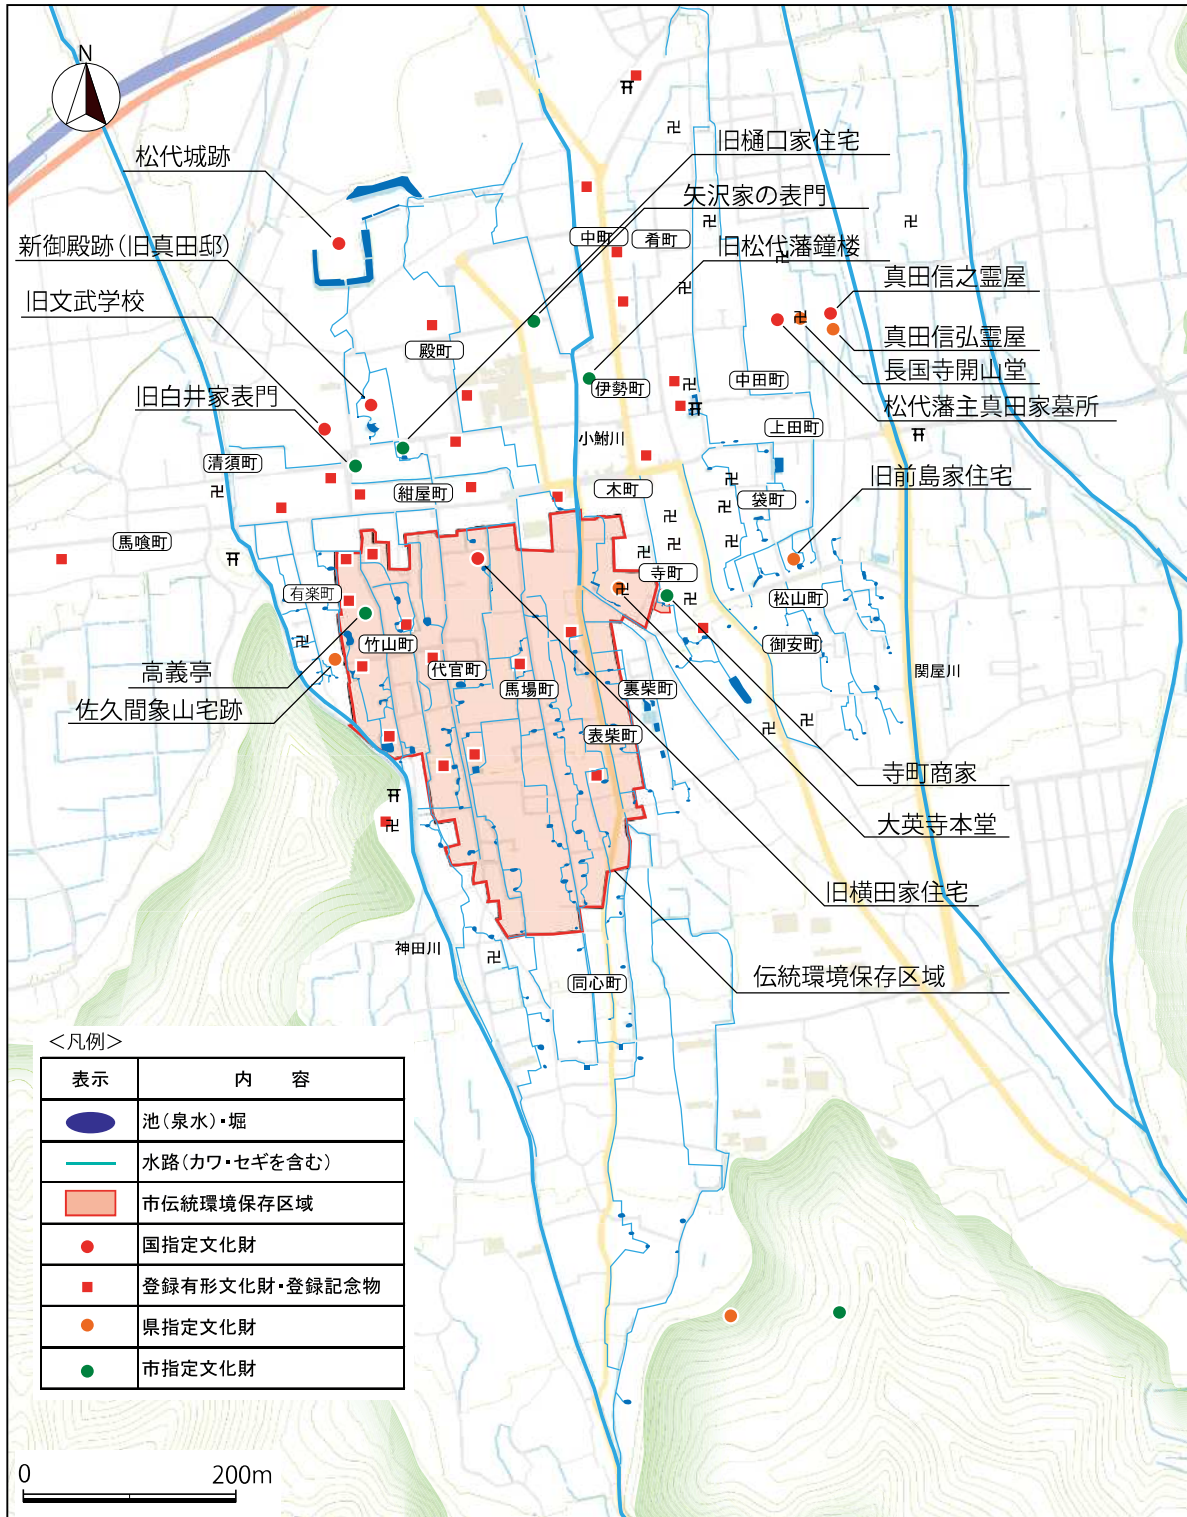 N
松代城跡
新御殿跡(旧真田邸)
旧文武学校
旧白井家表門
旧樋口家住宅
矢沢家の表門
旧松代藩鐘楼
真田信之霊屋
真田信弘霊屋
長国寺開山堂
松代藩主真田家墓所
旧前島家住宅
中町
肴町
殿町
伊勢町
中田町
上田町
小鮒川
清須町
紺屋町
木町
袋町
馬喰町
寺町
有楽町
松山町
竹山町
御安町
代官町
関屋川
馬場町
裏柴町
表柴町
高義亭
佐久間象山宅跡
寺町商家
大英寺本堂
旧横田家住宅
神田川
伝統環境保存区域
同心町
<凡例>
表示 内 容
池(泉水)・堀
水路(カワ・セギを含む)
市伝統環境保存区域
国指定文化財
登録有形文化財・登録記念物
県指定文化財
市指定文化財
0 200m